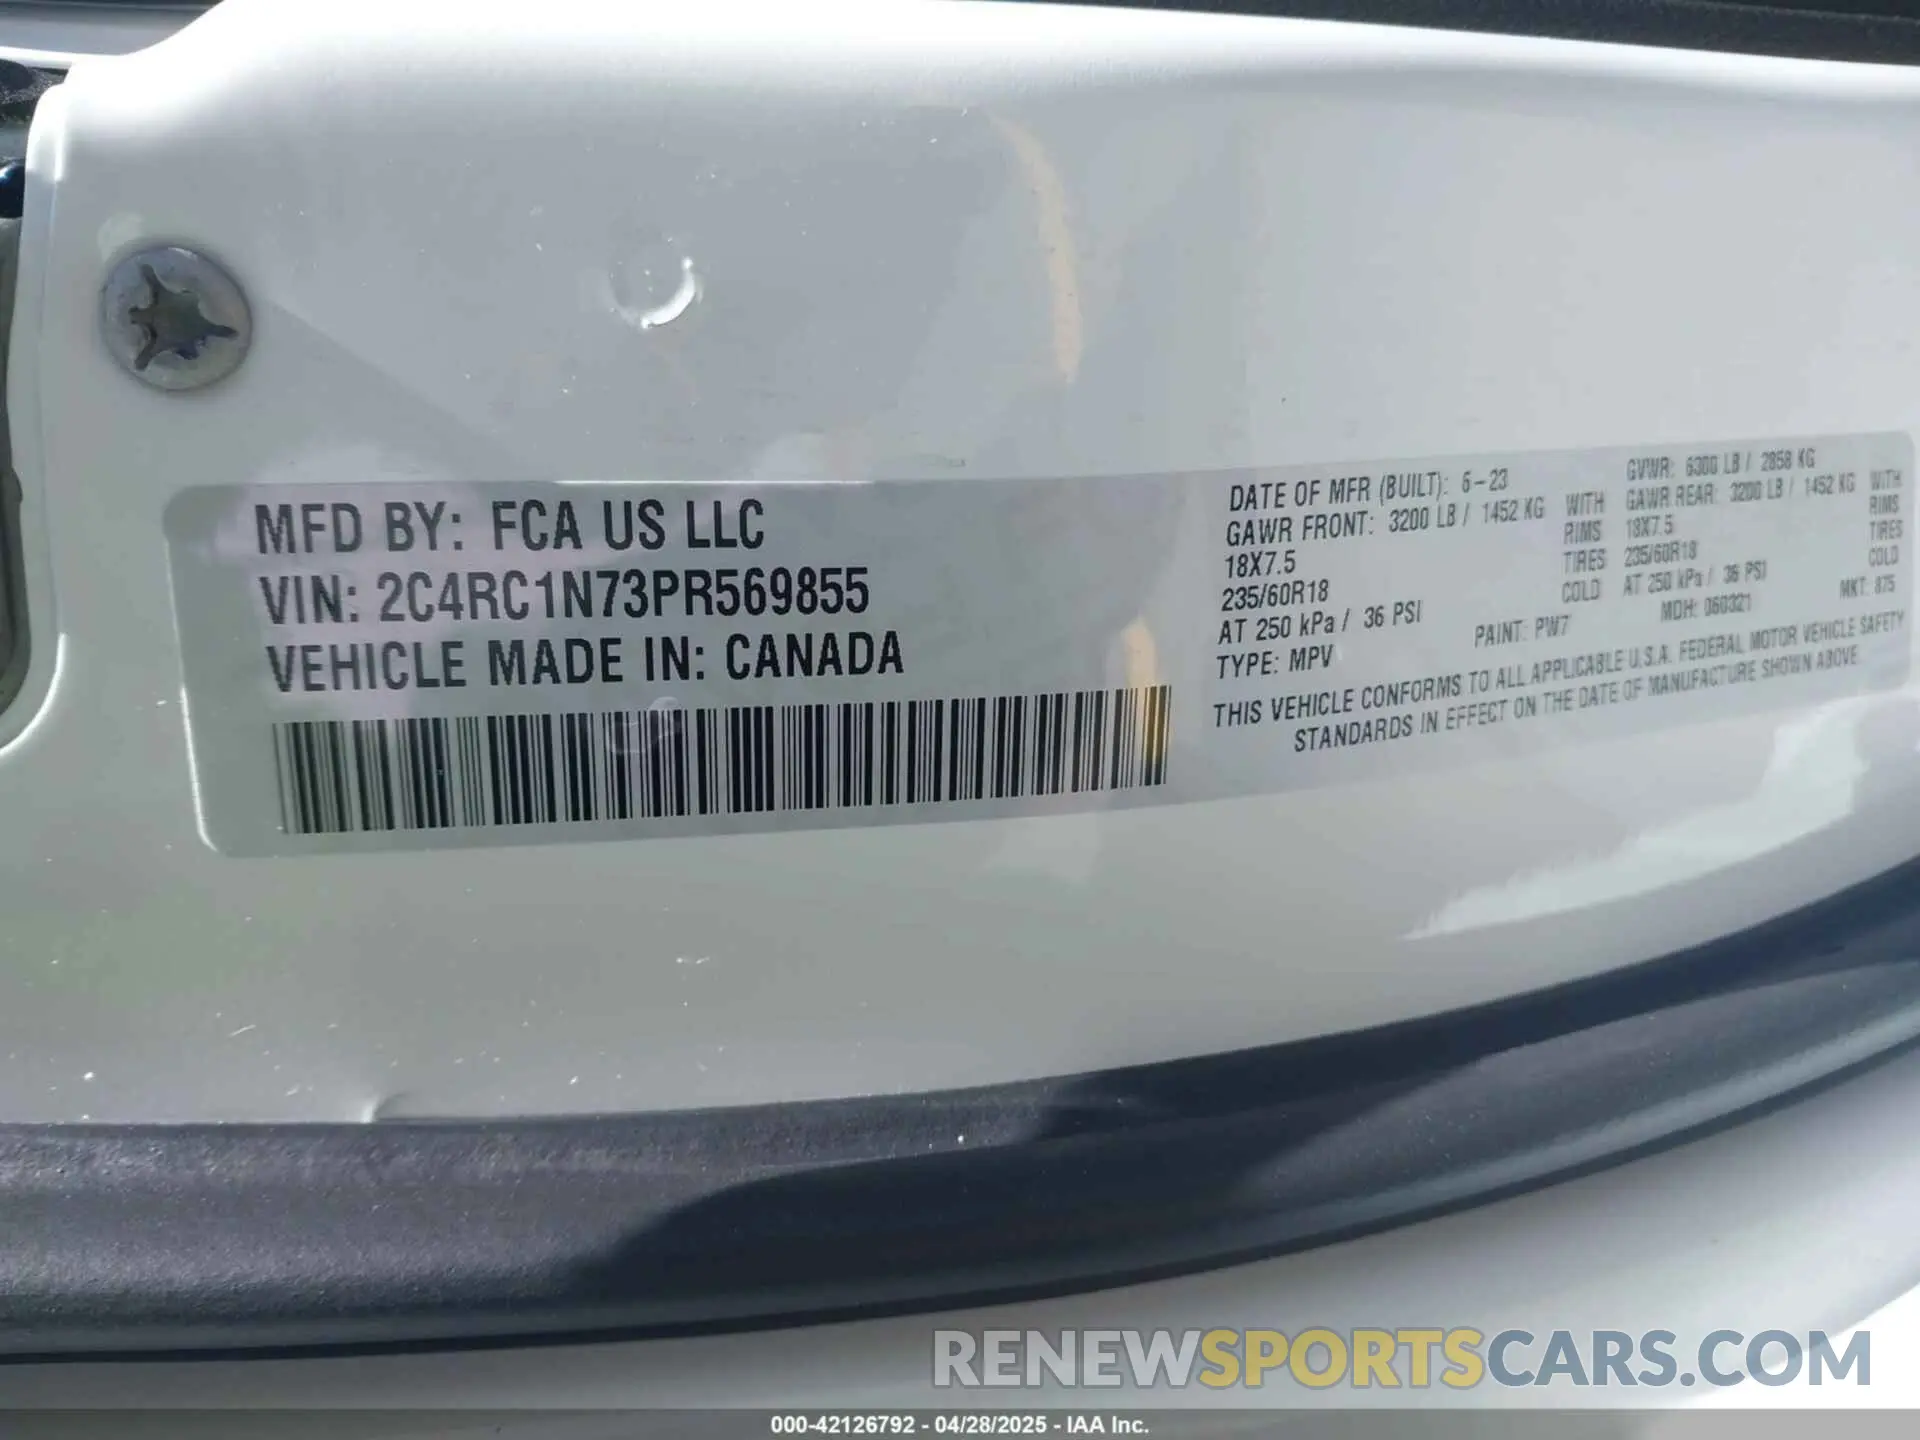 MFD BY: FCA US LLC
VIN: 2C4RC1N73PR569855
VEHICLE MADE IN: CANADA
DATE OF MFR (BUILT): 6-23
GAWR FRONT: 3200 LB / 1452 KG WITH
18X7.5 RIMS
235/60R18 TIRES
AT 250 kPa / 36 PSI COLD
TYPE: MPV
GVWR: 6300 LB / 2858 KG
GAWR REAR: 3200 LB / 1452 KG WITH
18X7.5 RIMS
235/60R18 TIRES
AT 250 kPa / 36 PSI COLD
PAINT: PW7 MDH: 060321 MKT: 875
THIS VEHICLE CONFORMS TO ALL APPLICABLE U.S.A. FEDERAL MOTOR VEHICLE SAFETY
STANDARDS IN EFFECT ON THE DATE OF MANUFACTURE SHOWN ABOVE.
RENEWSPORTSCARS.COM
000-42126792 - 04/28/2025 - IAA Inc.